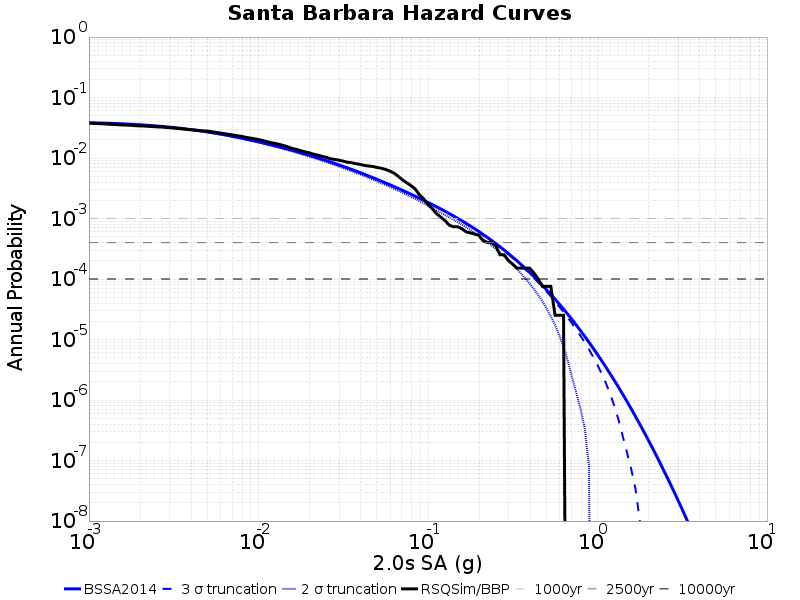 Santa Barbara Hazard Curves
10^0
10^-1
10^-2
10^-3
10^-4
10^-5
10^-6
10^-7
10^-8
Annual Probability
10^-3 10^-2 10^-1 10^0 10^1
2.0s SA (g)
BSSA2014 3 σ truncation 2 σ truncation RSQSim/BBP 1000yr 2500yr 10000yr